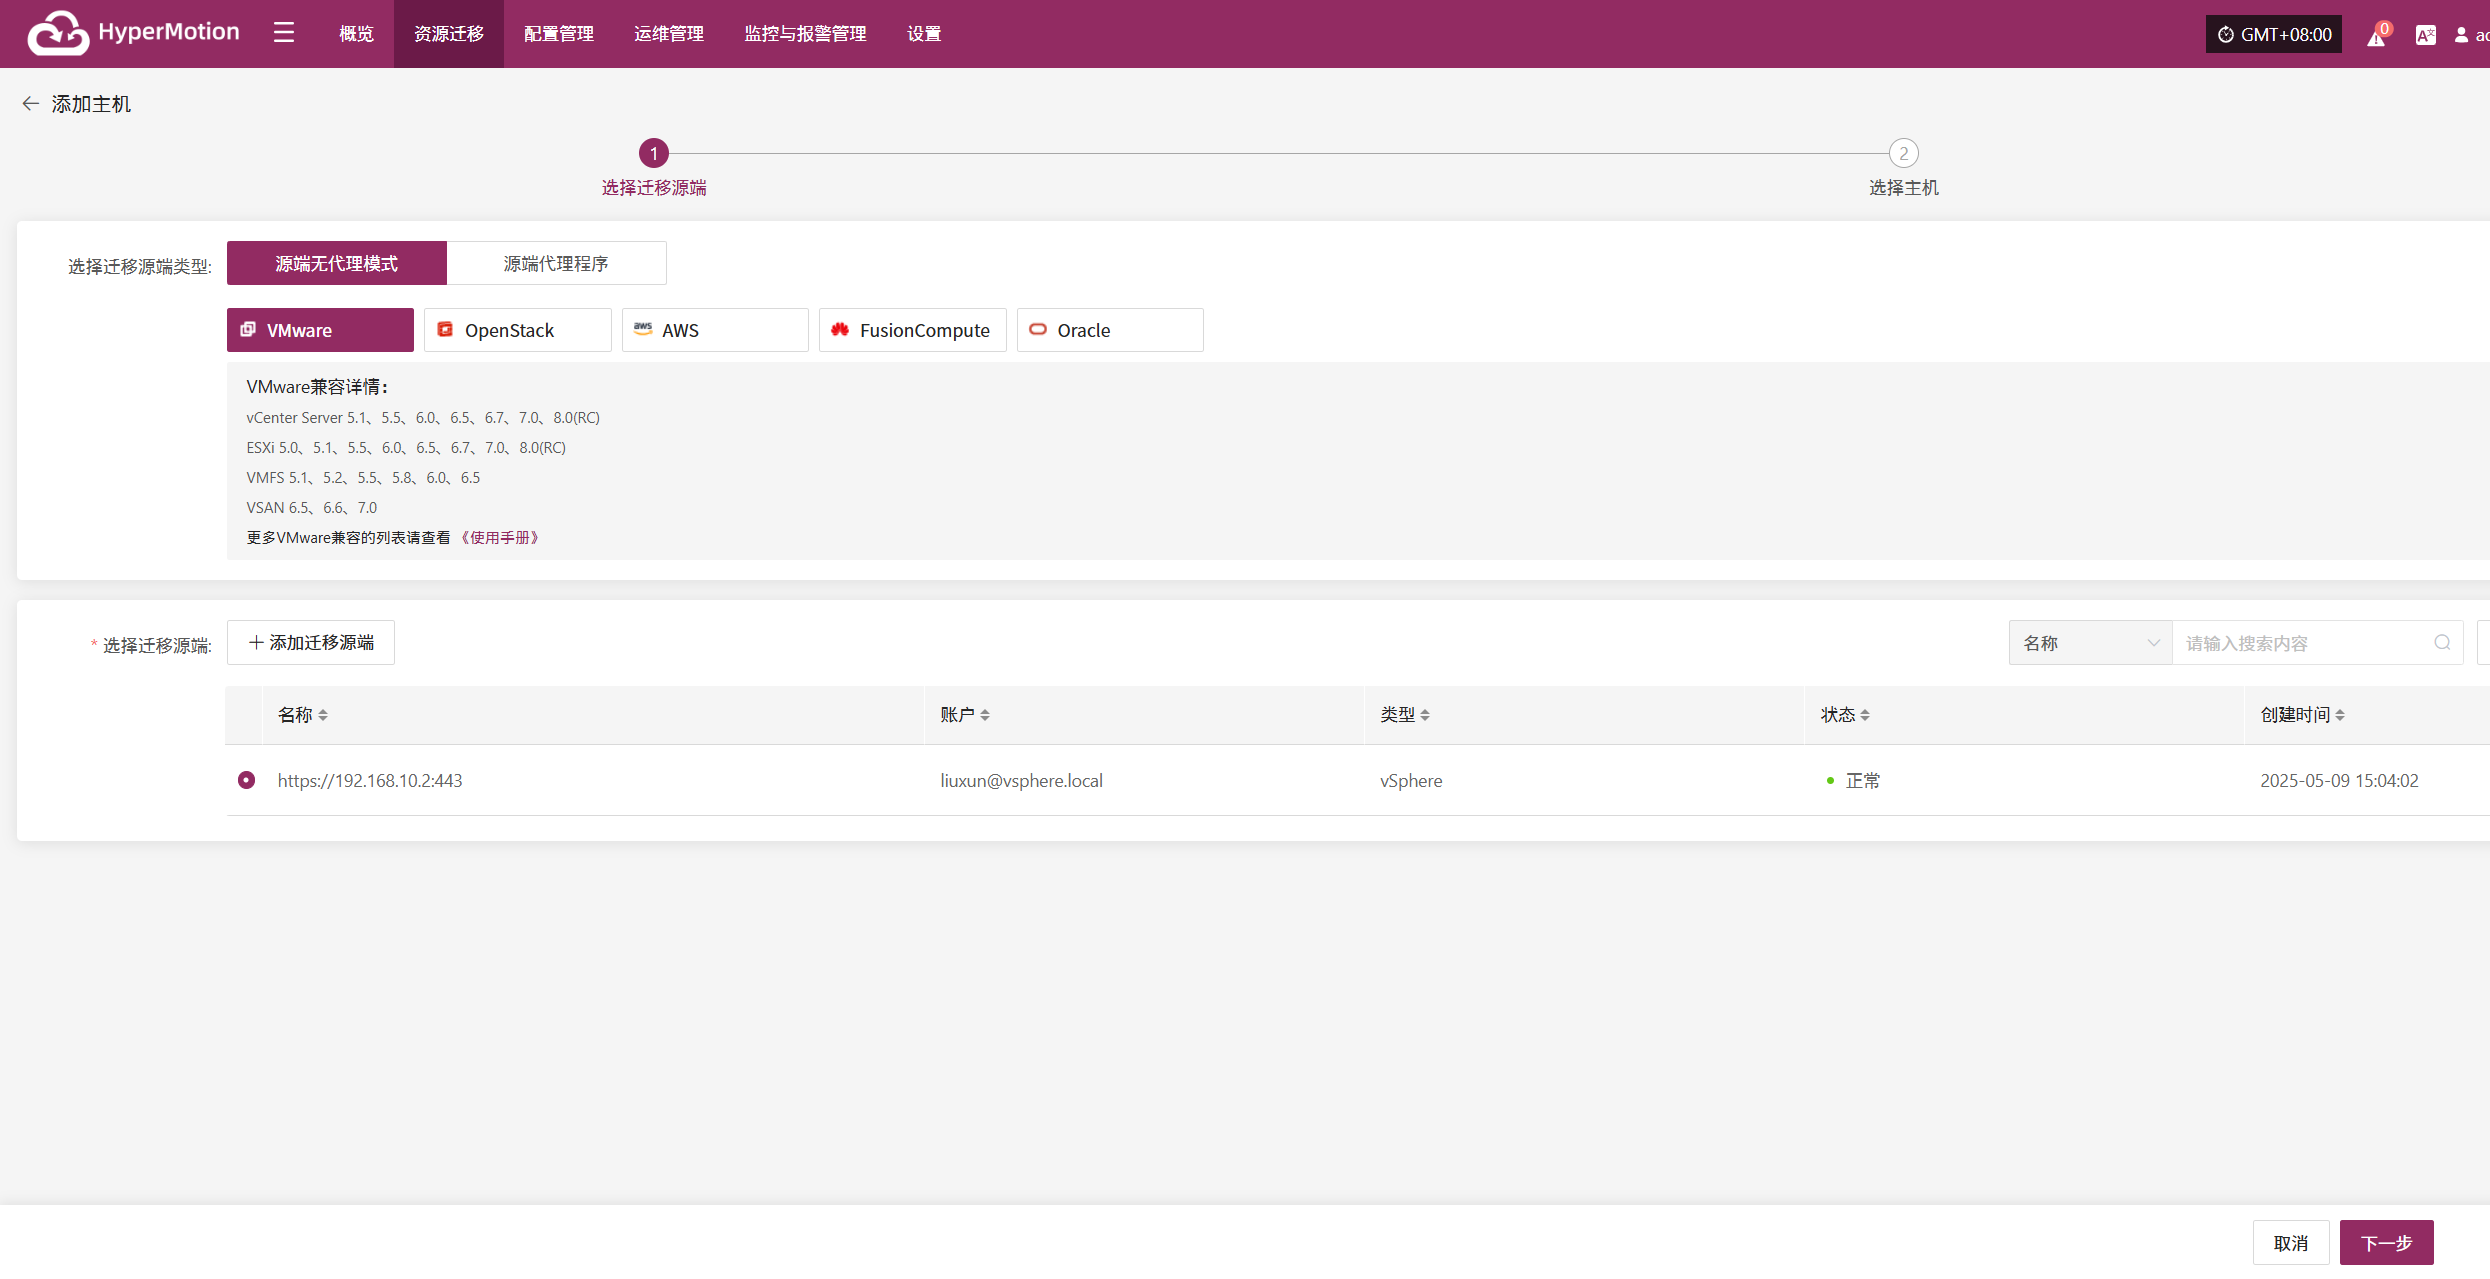 HyperMotion 概览 资源迁移 配置管理 运维管理 监控与报警管理 设置 GMT+08:00 0 A文 ad
添加主机
1 2
选择迁移源端 选择主机
选择迁移源端类型: 源端无代理模式 源端代理程序
VMware OpenStack aws AWS FusionCompute Oracle
VMware兼容详情：
vCenter Server 5.1、5.5、6.0、6.5、6.7、7.0、8.0(RC)
ESXi 5.0、5.1、5.5、6.0、6.5、6.7、7.0、8.0(RC)
VMFS 5.1、5.2、5.5、5.8、6.0、6.5
VSAN 6.5、6.6、7.0
更多VMware兼容的列表请查看 《使用手册》
* 选择迁移源端: 添加迁移源端 名称 请输入搜索内容
名称 账户 类型 状态 创建时间
https://192.168.10.2:443 liuxun@vsphere.local vSphere 正常 2025-05-09 15:04:02
取消 下一步